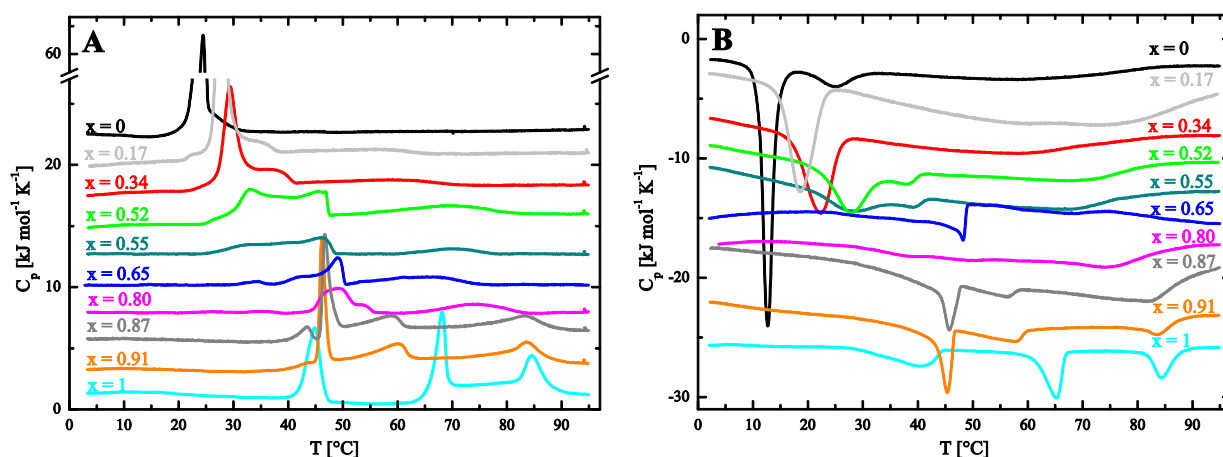 A
60
20
10
0
x = 0
x = 0.17
x = 0.34
x = 0.52
x = 0.55
x = 0.65
x = 0.80
x = 0.87
x = 0.91
x = 1
Cp [kJ mol⁻¹ K⁻¹]
0 10 20 30 40 50 60 70 80 90
T [°C]
B
0
-10
-20
-30
x = 0
x = 0.17
x = 0.34
x = 0.52
x = 0.55
x = 0.65
x = 0.80
x = 0.87
x = 0.91
x = 1
Cp [kJ mol⁻¹ K⁻¹]
0 10 20 30 40 50 60 70 80 90
T [°C]